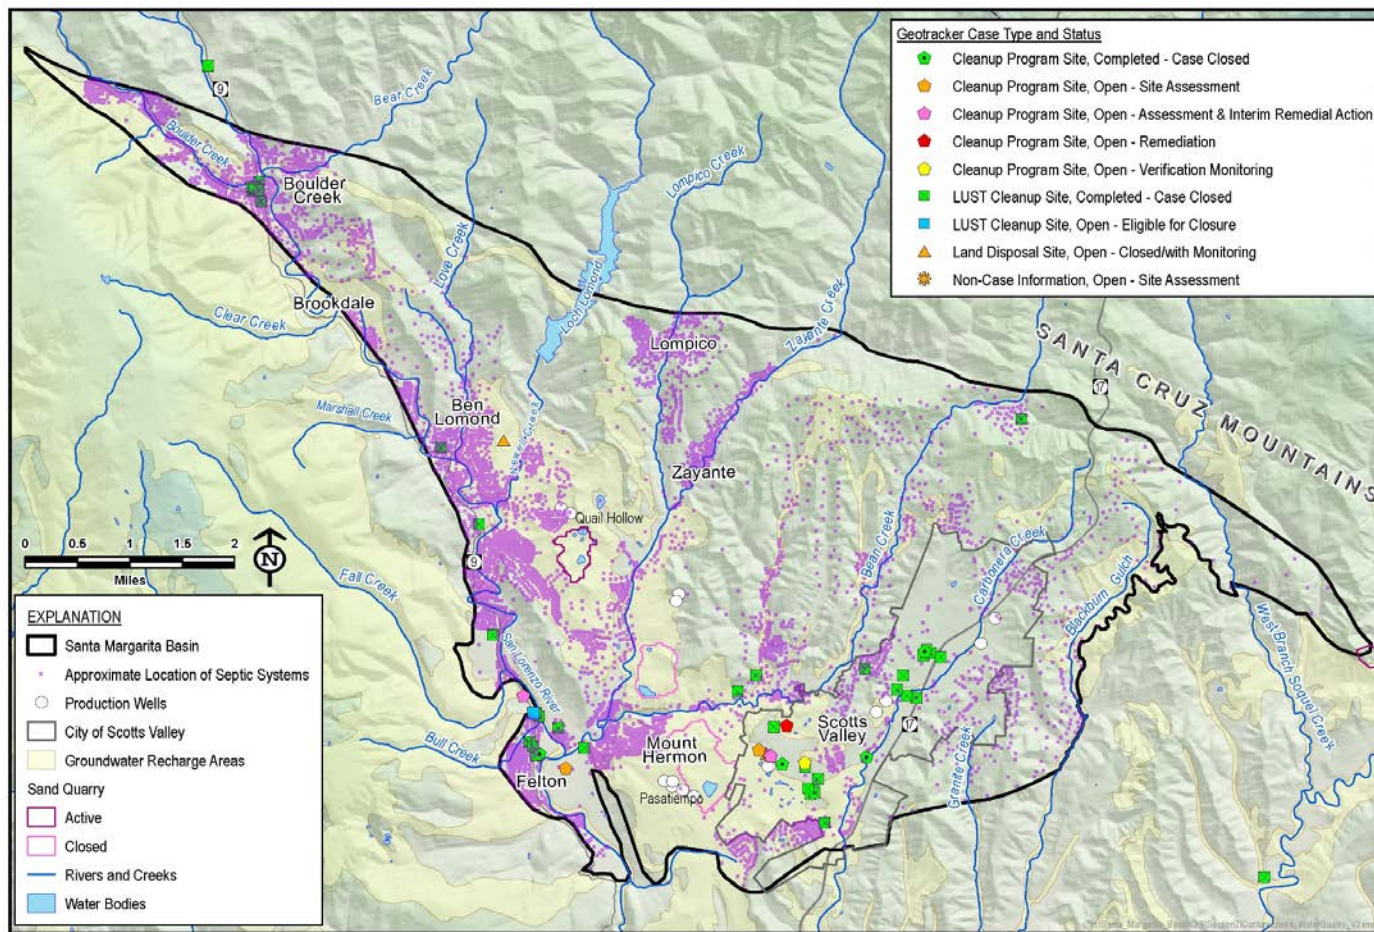 Geotracker Case Type and Status
Cleanup Program Site, Completed - Case Closed
Cleanup Program Site, Open - Site Assessment
Cleanup Program Site, Open - Assessment & Interim Remedial Action
Cleanup Program Site, Open - Remediation
Cleanup Program Site, Open - Verification Monitoring
LUST Cleanup Site, Completed - Case Closed
LUST Cleanup Site, Open - Eligible for Closure
Land Disposal Site, Open - Closed/with Monitoring
Non-Case Information, Open - Site Assessment
9
Bear Creek
Boulder Creek
Boulder
Creek
Lompico Creek
Love Creek
Loch Lomond
Zayante Creek
Brookdale
Clear Creek
Lompico
SANTA CRUZ MOUNTAINS
17
Ben
Lomond
Marshall Creek
Newell Creek
Zayante
Quail Hollow
Bean Creek
Carbonera Creek
Blackburn Gulch
West Branch Soquel Creek
0 0.5 1 1.5 2
Miles
N
9
Fall Creek
San Lorenzo River
Bull Creek
Felton
Mount
Hermon
Pasatiempo
Scotts
Valley
17
Granite Creek
EXPLANATION
Santa Margarita Basin
Approximate Location of Septic Systems
Production Wells
City of Scotts Valley
Groundwater Recharge Areas
Sand Quarry
Active
Closed
Rivers and Creeks
Water Bodies